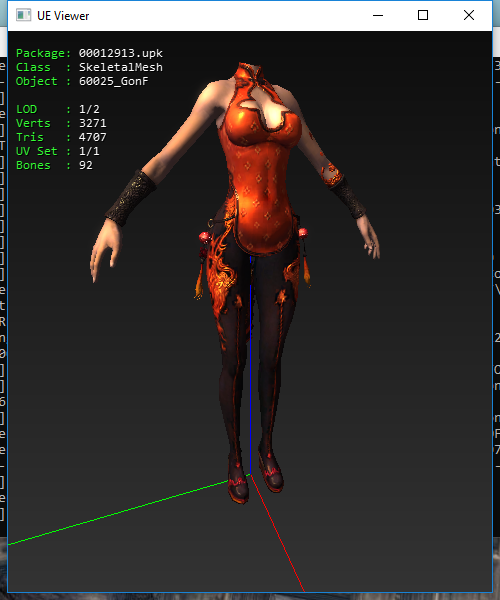 UE Viewer
Package: 00012913.upk
Class  : SkeletalMesh
Object : 60025_GonF
LOD    : 1/2
Verts  : 3271
Tris   : 4707
UV Set : 1/1
Bones  : 92